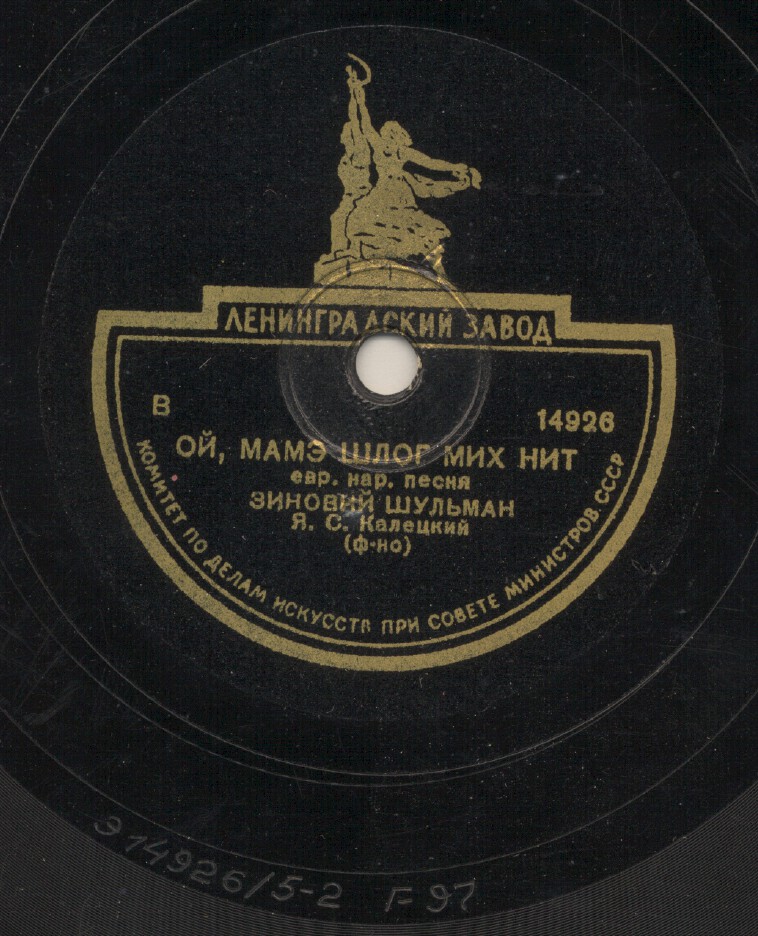 ЛЕНИНГРАДСКИЙ ЗАВОД
В 14926
ОЙ, МАМЭ ШЛОГ МИХ НИТ
евр. нар. песня
ЗИНОВИЙ ШУЛЬМАН
Я. С. Калецкий
(ф-но)
КОМИТЕТ ПО ДЕЛАМ ИСКУССТВ ПРИ СОВЕТЕ МИНИСТРОВ СССР
Э14926/5-2 F 97